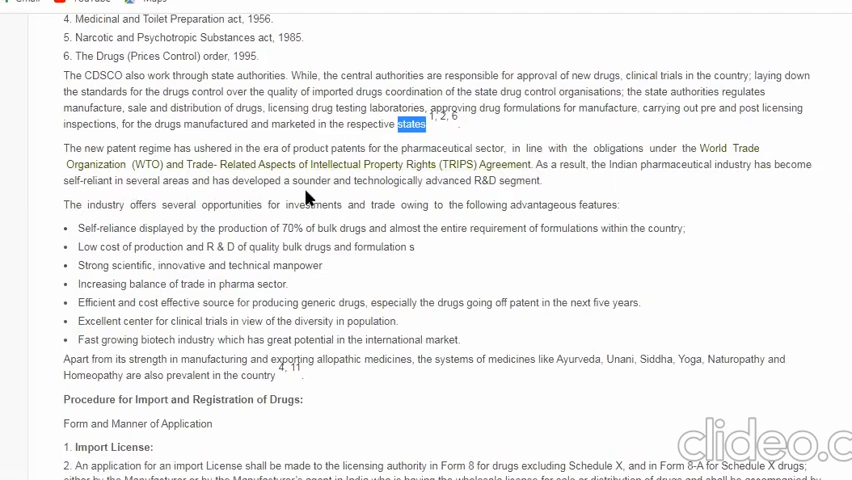 YouTube
Maps
4. Medicinal and Toilet Preparation act, 1956.
5. Narcotic and Psychotropic Substances act, 1985.
6. The Drugs (Prices Control) order, 1995.
The CDSCO also work through state authorities. While, the central authorities are responsible for approval of new drugs, clinical trials in the country; laying down
the standards for the drugs control over the quality of imported drugs coordination of the state drug control organisations; the state authorities regulates
manufacture, sale and distribution of drugs, licensing drug testing laboratories, approving drug formulations for manufacture, carrying out pre and post licensing
inspections, for the drugs manufactured and marketed in the respective states 1, 2, 6.
The new patent regime has ushered in the era of product patents for the pharmaceutical sector, in line with the obligations under the World Trade
Organization (WTO) and Trade- Related Aspects of Intellectual Property Rights (TRIPS) Agreement. As a result, the Indian pharmaceutical industry has become
self-reliant in several areas and has developed a sounder and technologically advanced R&D segment.
The industry offers several opportunities for investments and trade owing to the following advantageous features:
• Self-reliance displayed by the production of 70% of bulk drugs and almost the entire requirement of formulations within the country;
• Low cost of production and R & D of quality bulk drugs and formulation s
• Strong scientific, innovative and technical manpower
• Increasing balance of trade in pharma sector.
• Efficient and cost effective source for producing generic drugs, especially the drugs going off patent in the next five years.
• Excellent center for clinical trials in view of the diversity in population.
• Fast growing biotech industry which has great potential in the international market.
Apart from its strength in manufacturing and exporting allopathic medicines, the systems of medicines like Ayurveda, Unani, Siddha, Yoga, Naturopathy and
Homeopathy are also prevalent in the country 4, 11.
Procedure for Import and Registration of Drugs:
Form and Manner of Application
1. Import License:
2. An application for an import License shall be made to the licensing authority in Form 8 for drugs excluding Schedule X, and in Form 8-A for Schedule X drugs;
clideo.c